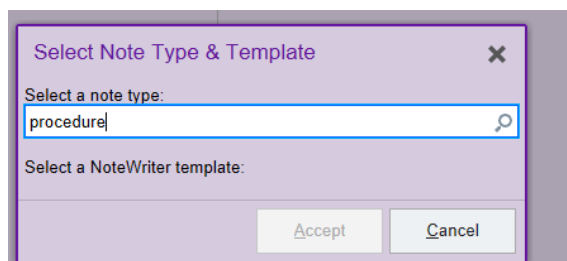 Select Note Type & Template
Select a note type:
procedure
Select a NoteWriter template:
Accept Cancel